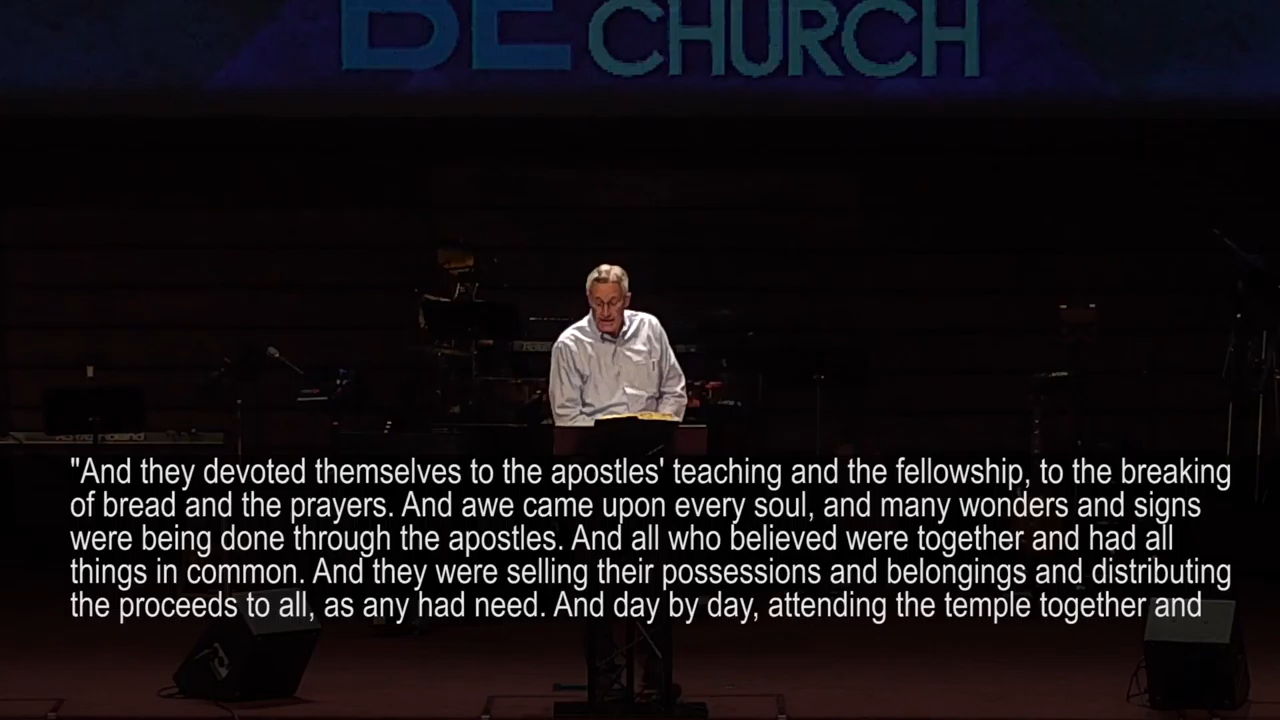 BE CHURCH
Roland
Roland
"And they devoted themselves to the apostles' teaching and the fellowship, to the breaking
of bread and the prayers. And awe came upon every soul, and many wonders and signs
were being done through the apostles. And all who believed were together and had all
things in common. And they were selling their possessions and belongings and distributing
the proceeds to all, as any had need. And day by day, attending the temple together and